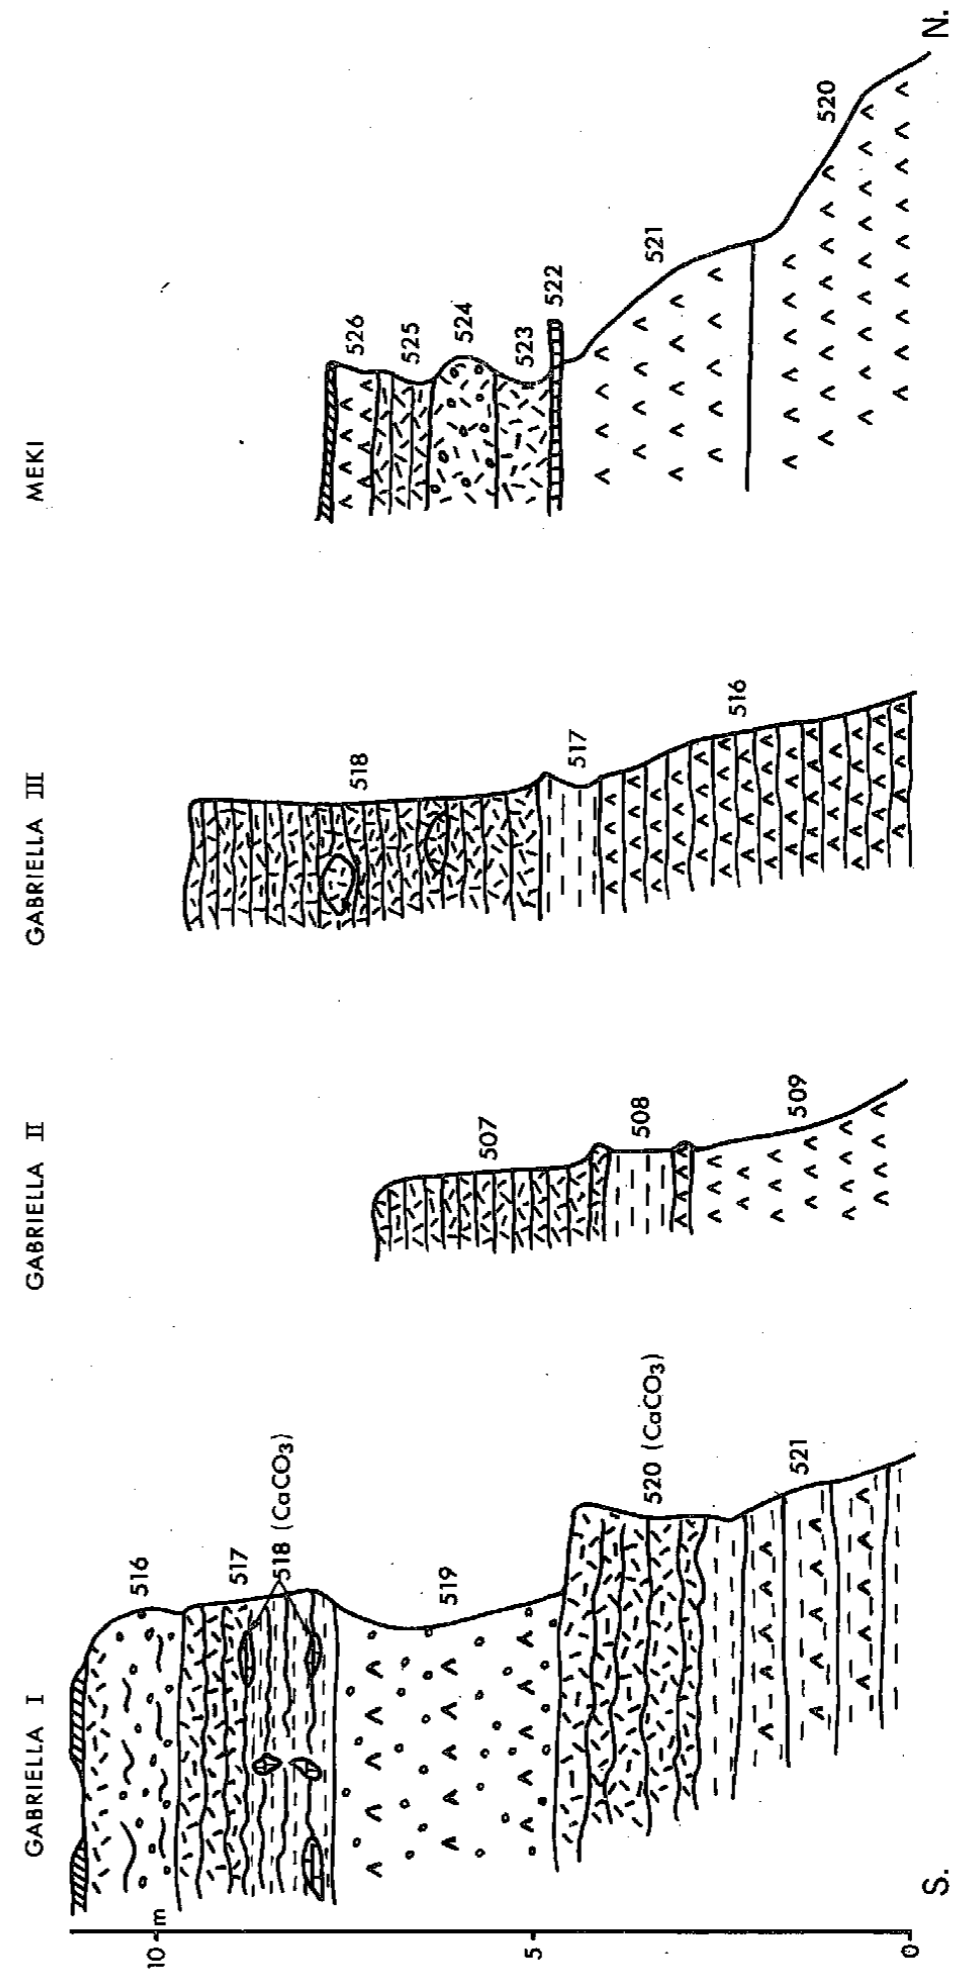 GABRIELLA I
GABRIELLA II
GABRIELLA III
MEKI
10 m
5
0
516
517
518 (CaCO3)
519
520 (CaCO3)
521
507
508
509
518
517
516
526
525
524
523
522
521
520
S.
N.